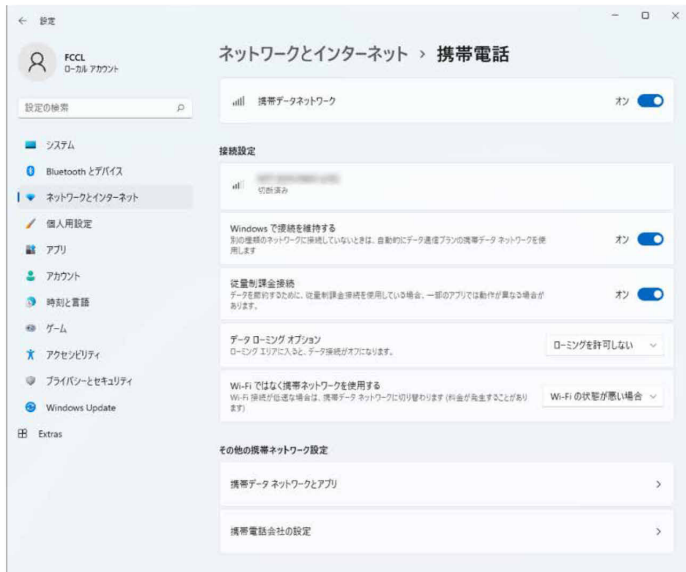 設定
FCCL
ローカル アカウント
設定の検索
システム
Bluetooth とデバイス
ネットワークとインターネット
個人用設定
アプリ
アカウント
時刻と言語
ゲーム
アクセシビリティ
プライバシーとセキュリティ
Windows Update
Extras
ネットワークとインターネット › 携帯電話
携帯データネットワーク
オン
接続設定
切断済み
Windows で接続を維持する
別の種類のネットワークに接続していないときは、自動的にデータ通信プランの携帯データ ネットワークを使
用します
オン
従量制課金接続
データを節約するために、従量制課金接続を使用している場合、一部のアプリでは動作が異なる場合が
あります。
オン
データ ローミング オプション
ローミング エリアに入ると、データ接続がオフになります。
ローミングを許可しない
Wi-Fi ではなく携帯ネットワークを使用する
Wi-Fi 接続が低速な場合は、携帯データ ネットワークに切り替わります (料金が発生することがあり
ます)
Wi-Fi の状態が悪い場合
その他の携帯ネットワーク設定
携帯データ ネットワークとアプリ
携帯電話会社の設定